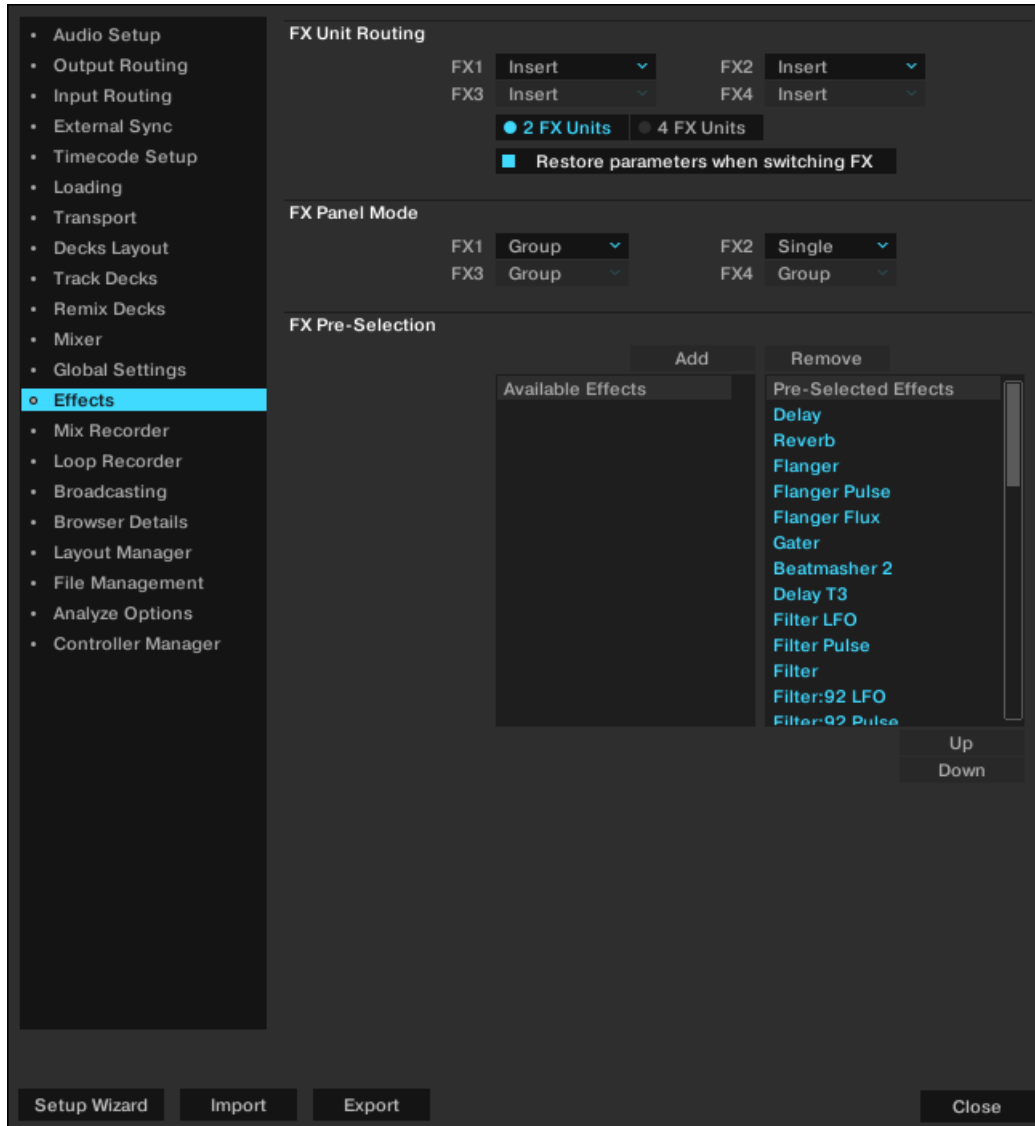 Audio Setup
Output Routing
Input Routing
External Sync
Timecode Setup
Loading
Transport
Decks Layout
Track Decks
Remix Decks
Mixer
Global Settings
Effects
Mix Recorder
Loop Recorder
Broadcasting
Browser Details
Layout Manager
File Management
Analyze Options
Controller Manager
FX Unit Routing
FX1 Insert FX2 Insert
FX3 Insert FX4 Insert
2 FX Units 4 FX Units
Restore parameters when switching FX
FX Panel Mode
FX1 Group FX2 Single
FX3 Group FX4 Group
FX Pre-Selection
Add Remove
Available Effects
Pre-Selected Effects
Delay
Reverb
Flanger
Flanger Pulse
Flanger Flux
Gater
Beatmasher 2
Delay T3
Filter LFO
Filter Pulse
Filter
Filter:92 LFO
Filter:92 Pulse
Up
Down
Setup Wizard Import Export Close